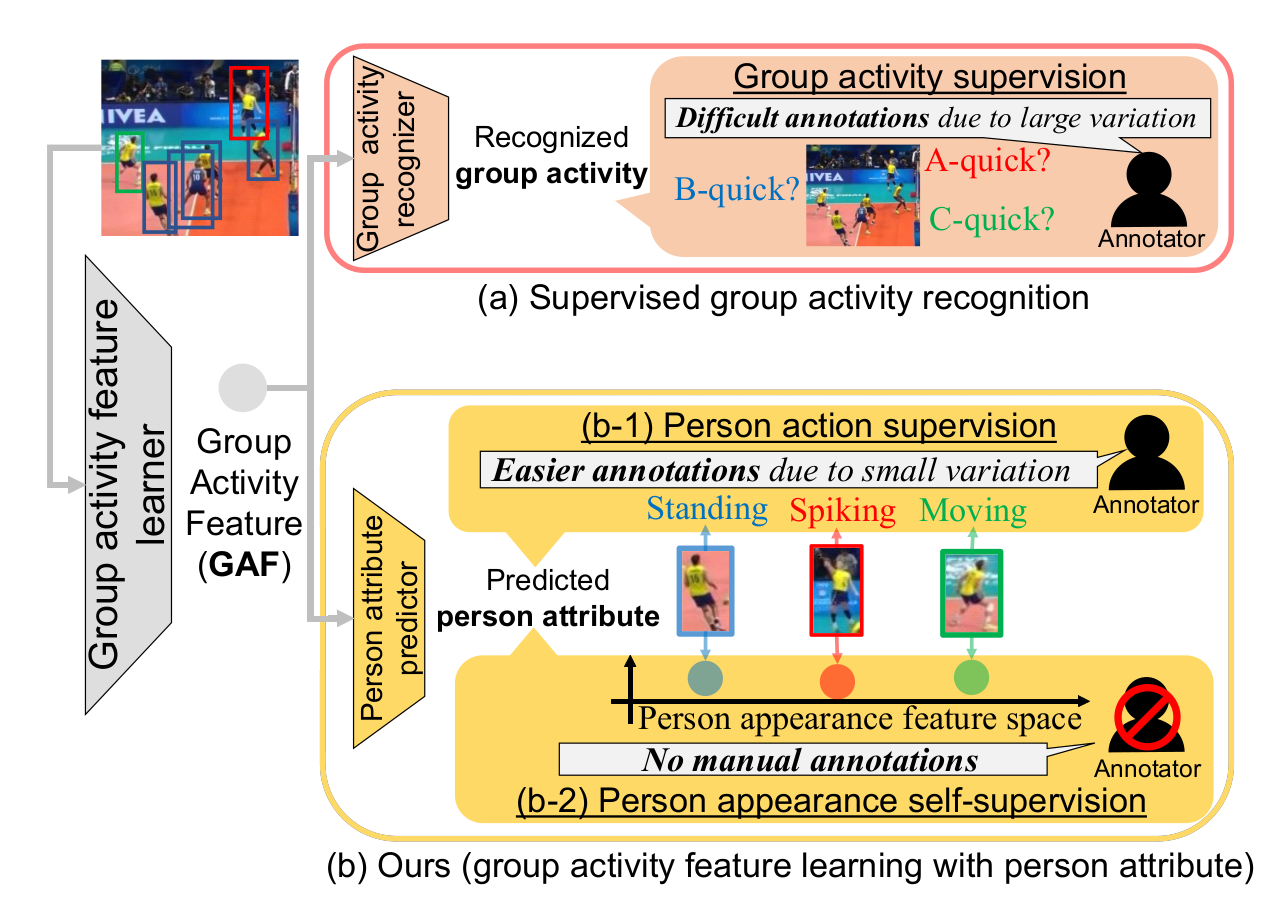 NIVEA
Group activity
recognizer
Recognized
group activity
Group activity supervision
Difficult annotations due to large variation
A-quick?
B-quick?
C-quick?
Annotator
(a) Supervised group activity recognition
Group activity feature
learner
Group
Activity
Feature
(GAF)
(b-1) Person action supervision
Easier annotations due to small variation
Annotator
Standing
Spiking
Moving
Person attribute
predictor
Predicted
person attribute
Person appearance feature space
No manual annotations
Annotator
(b-2) Person appearance self-supervision
(b) Ours (group activity feature learning with person attribute)